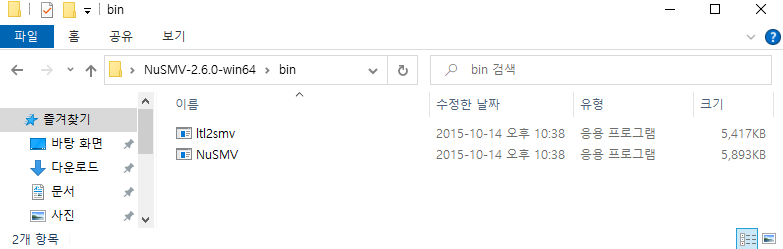 bin
파일 홈 공유 보기
NuSMV-2.6.0-win64 bin bin 검색
이름 수정한 날짜 유형 크기
즐겨찾기
바탕 화면
다운로드
문서
사진
ltl2smv 2015-10-14 오후 10:38 응용 프로그램 5,417KB
NuSMV 2015-10-14 오후 10:38 응용 프로그램 5,893KB
2개 항목